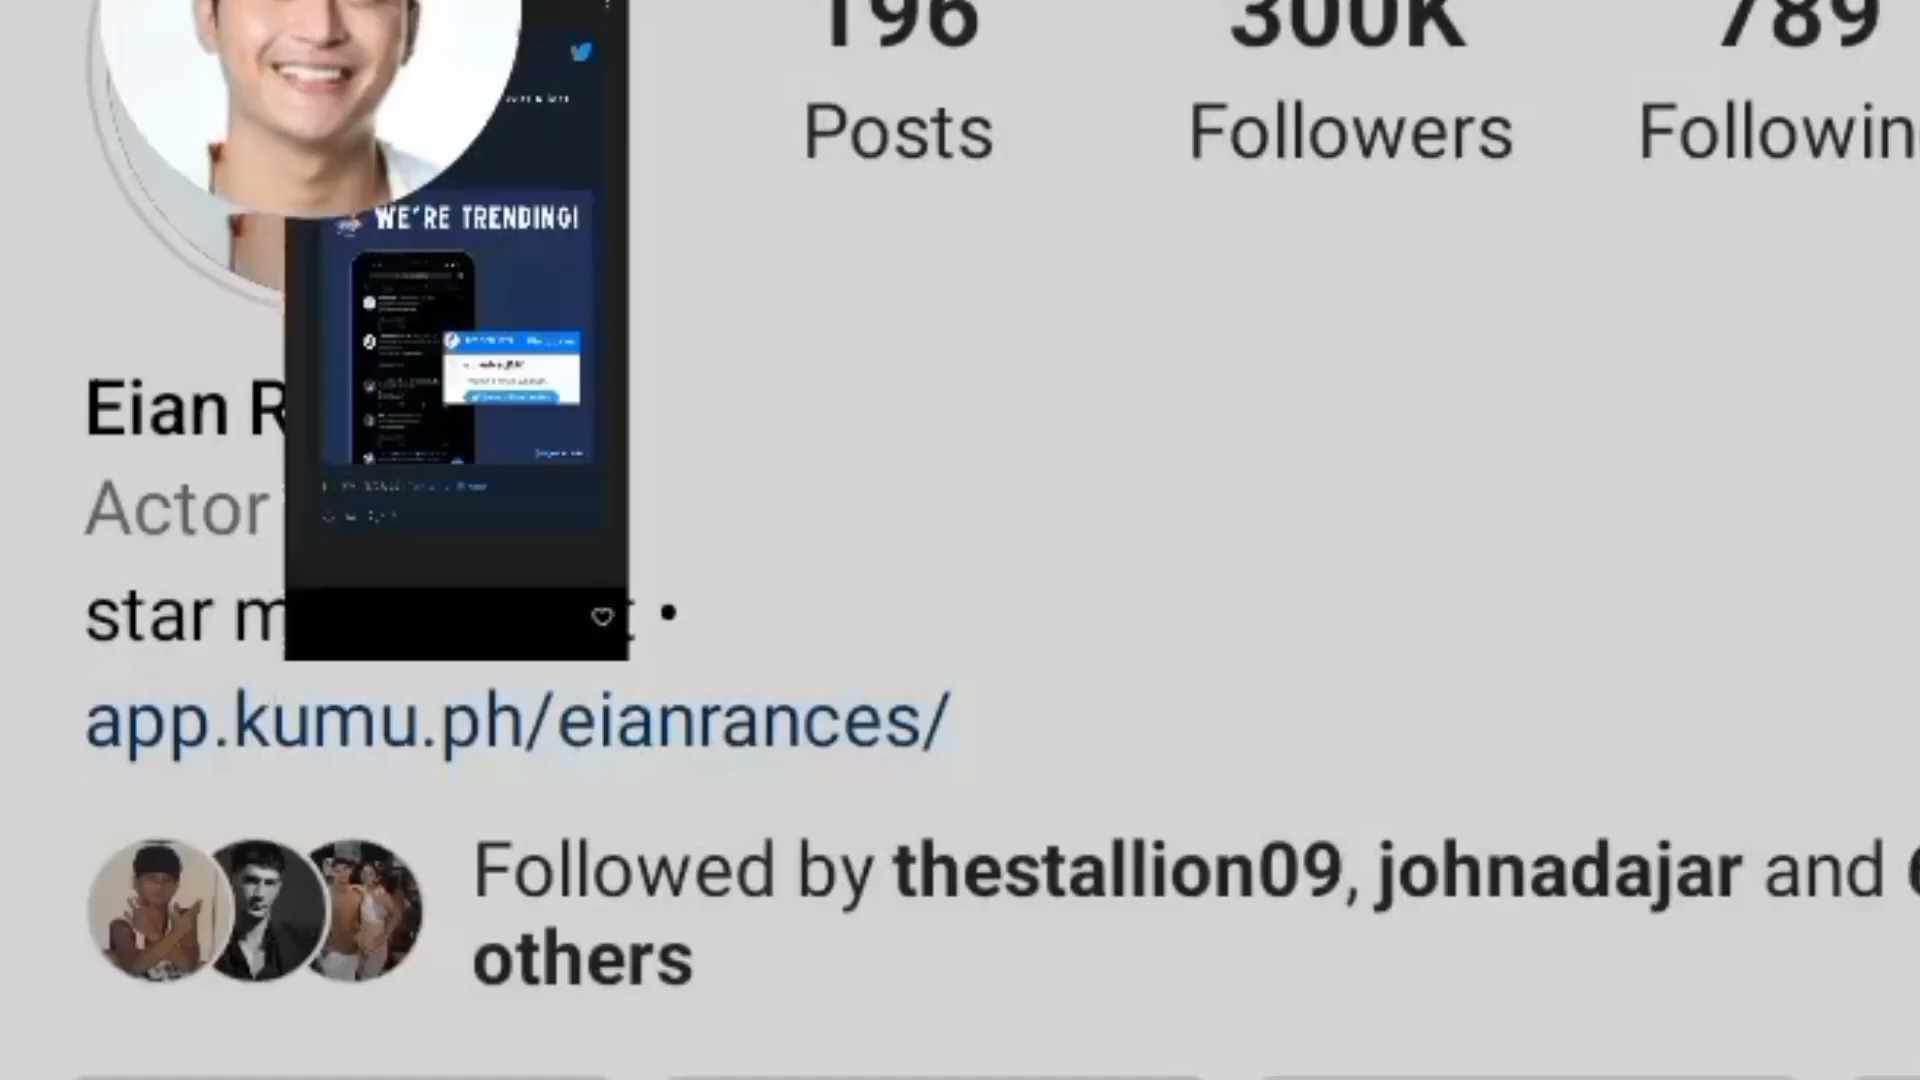 196 300K 789
Posts Followers Followin
WE'RE TRENDING!
Eian R
Actor
star m t •
app.kumu.ph/eianrances/
Followed by thestallion09, johnadajar and 6
others